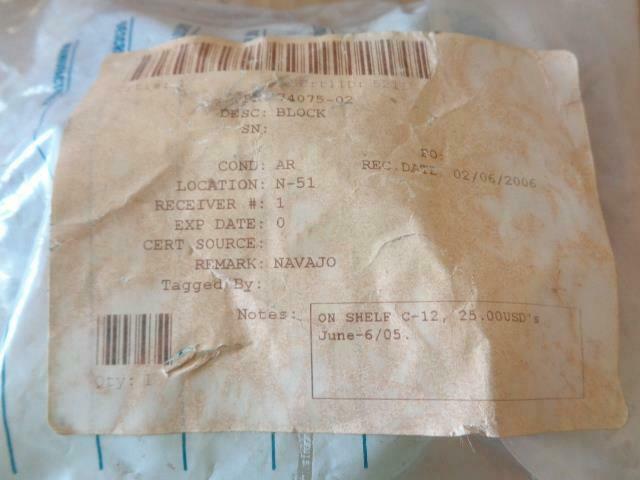 74075-02
DESC: BLOCK
SN:
PO:
COND: AR
REC.DATE 02/06/2006
LOCATION: N-51
RECEIVER #: 1
EXP DATE: 0
CERT SOURCE:
REMARK: NAVAJO
Tagged By:
Notes: ON SHELF C-12, 25.00USD's
June-6/05.
Qty: 1